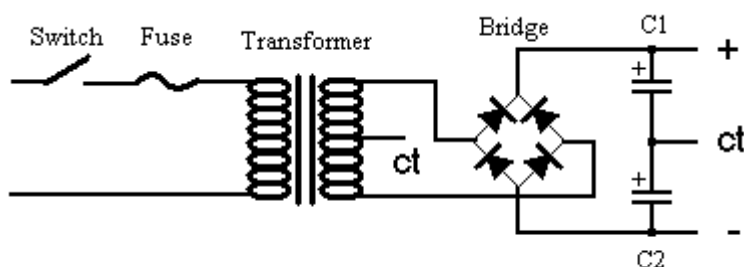 Switch Fuse Transformer Bridge C1
+
+
ct
ct
+
-
C2